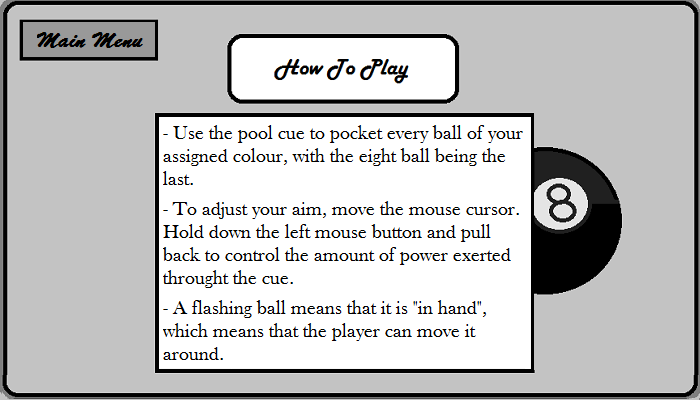 Main Menu
How To Play
- Use the pool cue to pocket every ball of your
assigned colour, with the eight ball being the
last.
- To adjust your aim, move the mouse cursor.
Hold down the left mouse button and pull
back to control the amount of power exerted
throught the cue.
- A flashing ball means that it is "in hand",
which means that the player can move it
around.
8